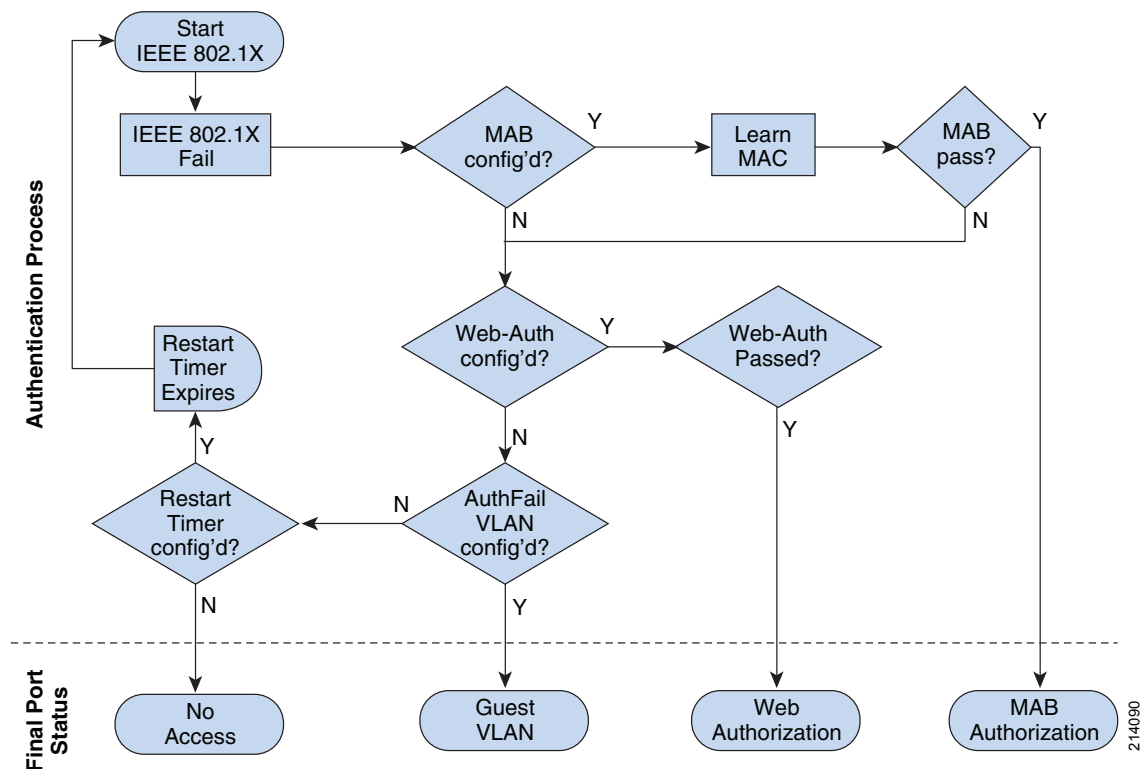 Start
IEEE 802.1X
IEEE 802.1X
Fail
MAB
config'd?
Y
Learn
MAC
MAB
pass?
Y
N
N
Authentication Process
Restart
Timer
Expires
Web-Auth
config'd?
Y
Web-Auth
Passed?
Y
N
Y
Restart
Timer
config'd?
N
AuthFail
VLAN
config'd?
N
Y
Final Port
Status
No
Access
Guest
VLAN
Web
Authorization
MAB
Authorization
214090